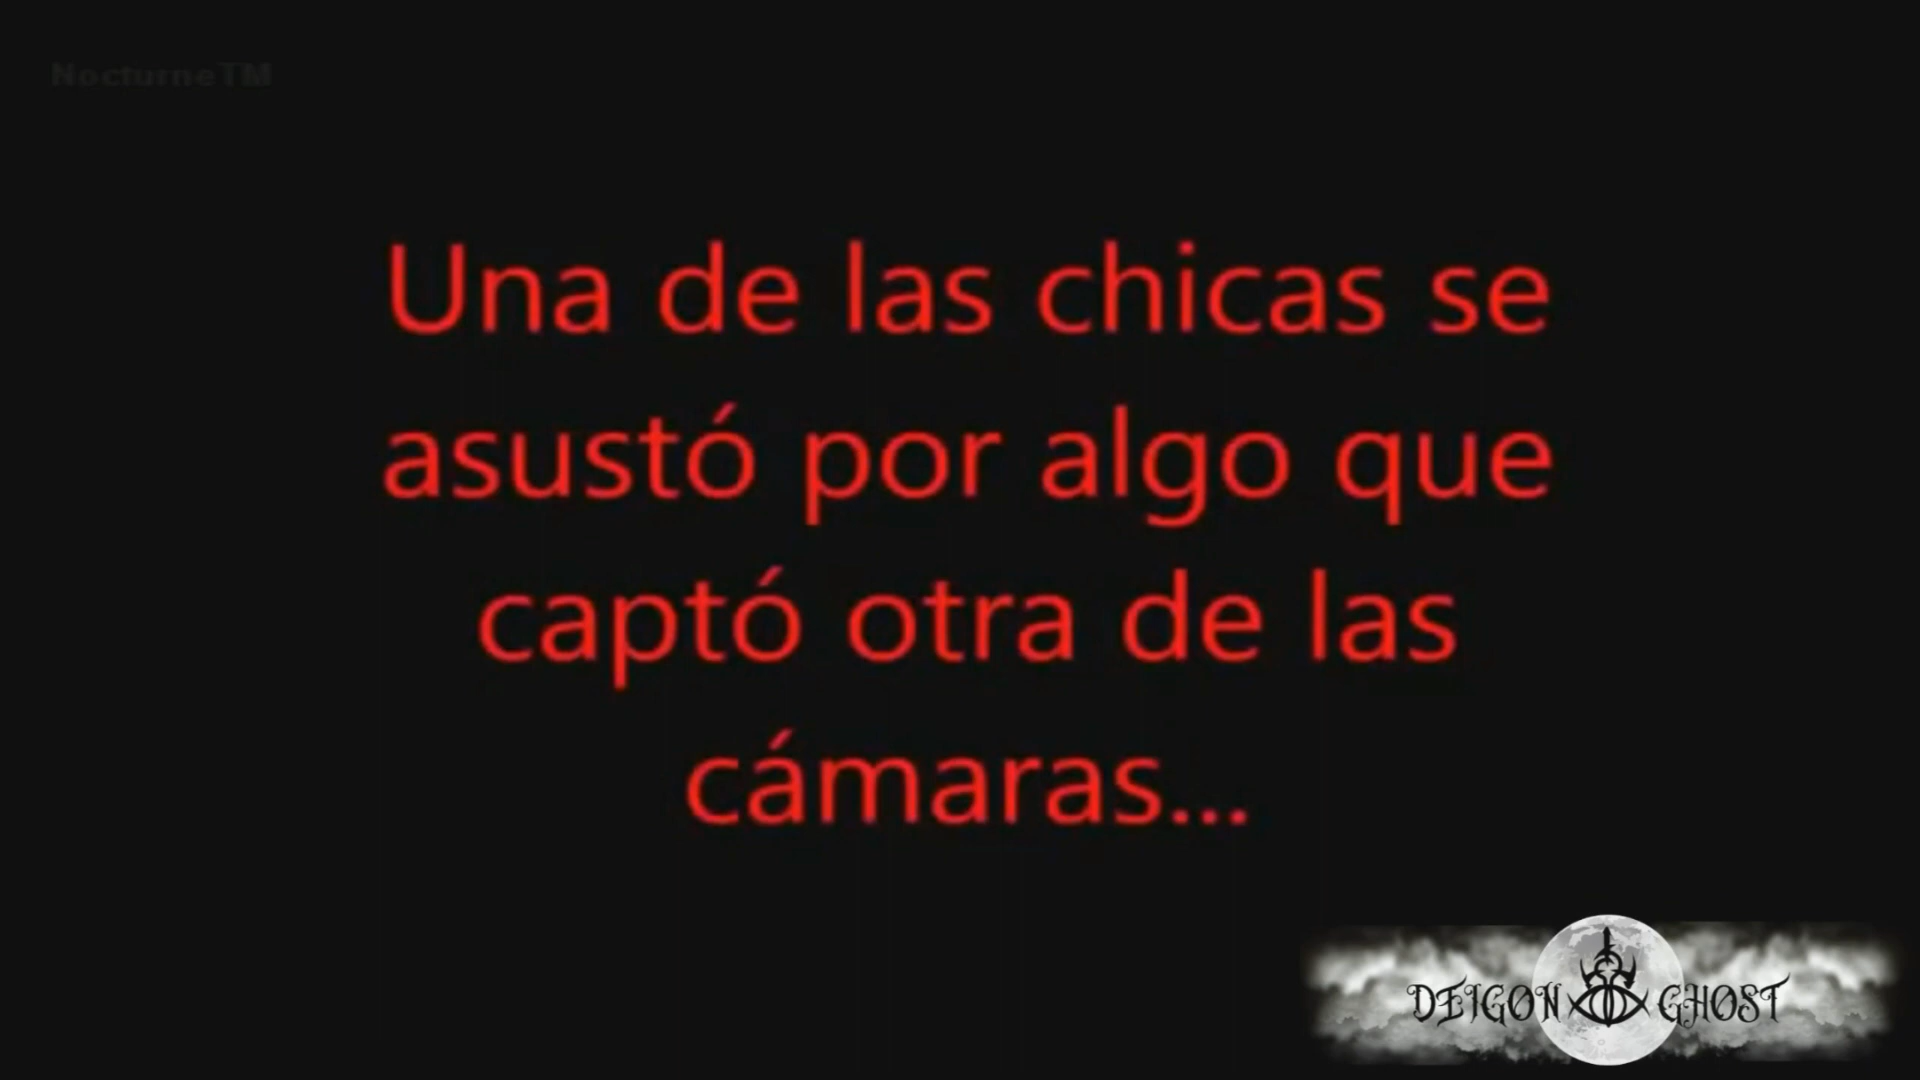 NocturneTM
Una de las chicas se
asustó por algo que
captó otra de las
cámaras...
DEIGON GHOST